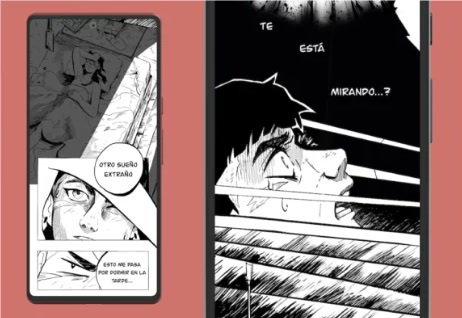 OTRO SUEÑO
EXTRAÑO
ESTO ME PASA
POR DORMIR EN LA
TARDE...
TE
ESTÁ
MIRANDO...?